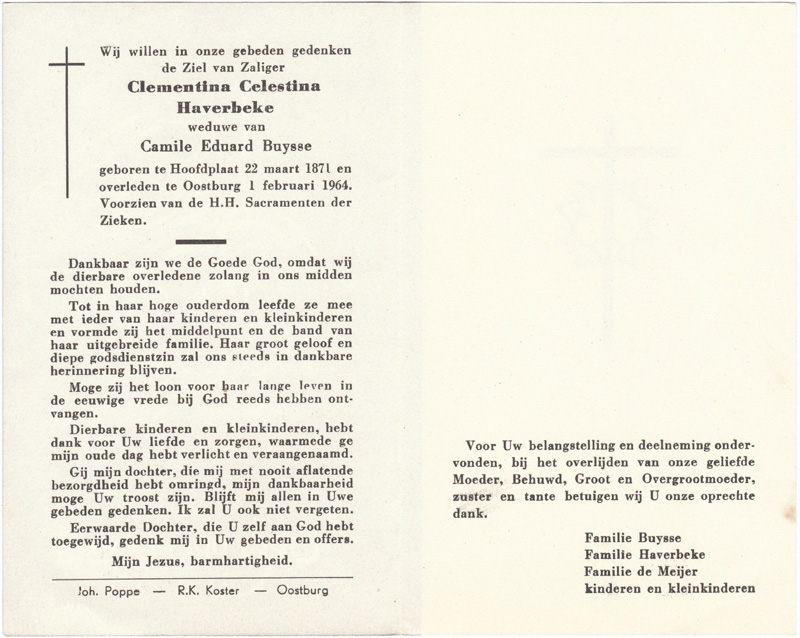 Wij willen in onze gebeden gedenken
de Ziel van Zaliger
Clementina Celestina
Haverbeke
weduwe van
Camile Eduard Buysse
geboren te Hoofdplaat 22 maart 1871 en
overleden te Oostburg 1 februari 1964.
Voorzien van de H.H. Sacramenten der
Zieken.
Dankbaar zijn we de Goede God, omdat wij
de dierbare overledene zolang in ons midden
mochten houden.
Tot in haar hoge ouderdom leefde ze mee
met ieder van haar kinderen en kleinkinderen
en vormde zij het middelpunt en de band van
haar uitgebreide familie. Haar groot geloof en
diepe godsdienstzin zal ons steeds in dankbare
herinnering blijven.
Moge zij het loon voor haar lange leven in
de eeuwige vrede bij God reeds hebben ont-
vangen.
Dierbare kinderen en kleinkinderen, hebt
dank voor Uw liefde en zorgen, waarmede ge
mijn oude dag hebt verlicht en veraangenaamd.
Gij mijn dochter, die mij met nooit aflatende
bezorgdheid hebt omringd, mijn dankbaarheid
moge Uw troost zijn. Blijft mij allen in Uwe
gebeden gedenken. Ik zal U ook niet vergeten.
Eerwaarde Dochter, die U zelf aan God hebt
toegewijd, gedenk mij in Uw gebeden en offers.
Mijn Jezus, barmhartigheid.
Joh. Poppe — R.K. Koster — Oostburg
Voor Uw belangstelling en deelneming onder-
vonden, bij het overlijden van onze geliefde
Moeder, Behuwd, Groot en Overgrootmoeder,
zuster en tante betuigen wij U onze oprechte
dank.
Familie Buysse
Familie Haverbeke
Familie de Meijer
kinderen en kleinkinderen